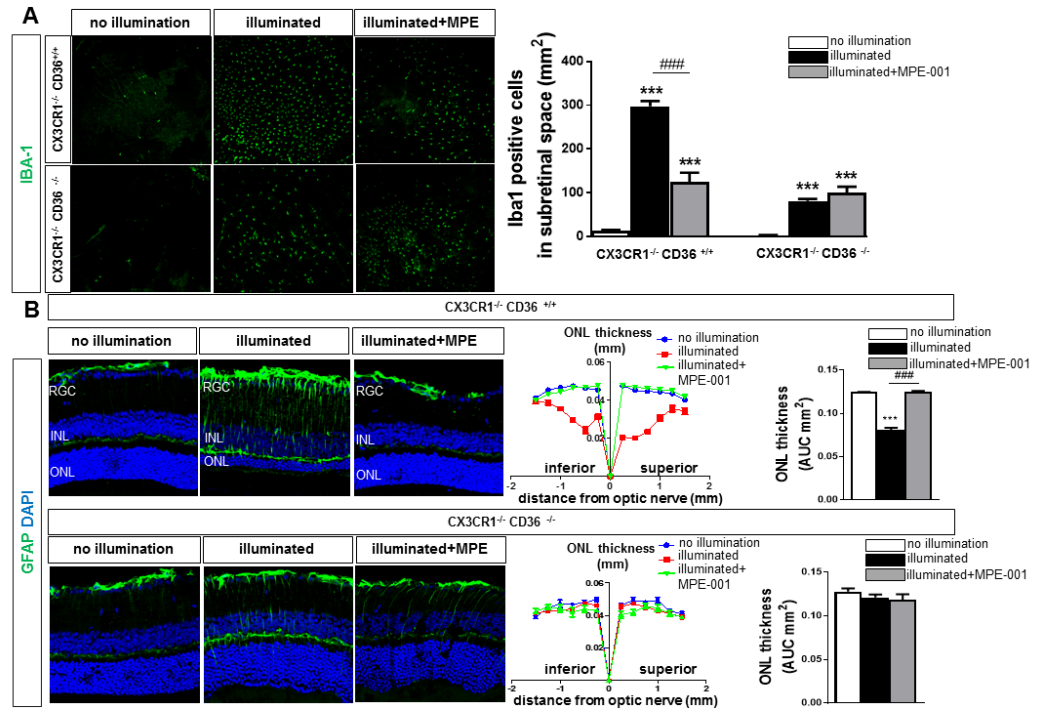 A
no illumination
illuminated
illuminated+MPE
IBA-1
CX3CR1-/- CD36+/+
CX3CR1-/- CD36 -/-
no illumination
illuminated
illuminated+MPE-001
Iba1 positive cells
in subretinal space (mm2)
400
300
200
100
0
###
***
***
***
***
CX3CR1-/- CD36 +/+
CX3CR1-/- CD36 -/-
B
CX3CR1-/- CD36 +/+
no illumination
illuminated
illuminated+MPE
GFAP DAPI
RGC
INL
ONL
RGC
INL
ONL
RGC
INL
ONL
ONL thickness
(mm)
no illumination
illuminated
illuminated+
MPE-001
0.06
0.04
0.02
0.00
inferior
superior
-2
-1
0
1
2
distance from optic nerve (mm)
no illumination
illuminated
illuminated+MPE-001
ONL thickness
(AUC mm2)
0.15
0.10
0.05
0.00
###
***
CX3CR1-/- CD36 -/-
no illumination
illuminated
illuminated+MPE
ONL thickness
(mm)
no illumination
illuminated
illuminated+
MPE-001
0.06
0.04
0.02
0.00
inferior
superior
-2
-1
0
1
2
distance from optic nerve (mm)
no illumination
illuminated
illuminated+MPE-001
ONL thickness
(AUC mm2)
0.15
0.10
0.05
0.00